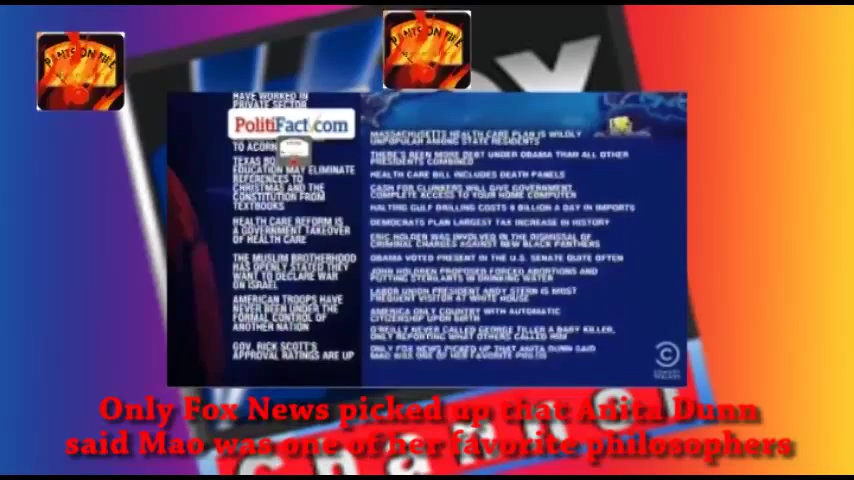 PANTS ON FIRE
PANTS ON FIRE
HAVE WORKED IN
PRIVATE SECTOR
PolitiFact.com
TO ACORN
TEXAS BO
EDUCATION MAY ELIMINATE
REFERENCES TO
CHRISTMAS AND THE
CONSTITUTION FROM
TEXTBOOKS
HEALTH CARE REFORM IS
A GOVERNMENT TAKEOVER
OF HEALTH CARE
THE MUSLIM BROTHERHOOD
HAS OPENLY STATED THEY
WANT TO DECLARE WAR
ON ISRAEL
AMERICAN TROOPS HAVE
NEVER BEEN UNDER THE
FORMAL CONTROL OF
ANOTHER NATION
GOV. RICK SCOTT'S
APPROVAL RATINGS ARE UP
MASSACHUSETTS HEALTH CARE PLAN IS WILDLY
UNPOPULAR AMONG STATE RESIDENTS
THERE'S BEEN MORE DEBT UNDER OBAMA THAN ALL OTHER
PRESIDENTS COMBINED
HEALTH CARE BILL INCLUDES DEATH PANELS
CASH FOR CLUNKERS WILL GIVE GOVERNMENT
COMPLETE ACCESS TO YOUR HOME COMPUTER
HALTING GULF DRILLING COSTS 8 BILLION A DAY IN IMPORTS
DEMOCRATS PLAN LARGEST TAX INCREASE IN HISTORY
ERIC HOLDER WAS INVOLVED IN THE DISMISSAL OF
CRIMINAL CHARGES AGAINST NEW BLACK PANTHERS
OBAMA VOTED PRESENT IN THE U.S. SENATE QUITE OFTEN
JOHN HOLDREN PROPOSED FORCED ABORTIONS AND
PUTTING STERILANTS IN DRINKING WATER
LABOR UNION PRESIDENT ANDY STERN IS MOST
FREQUENT VISITOR AT WHITE HOUSE
AMERICA ONLY COUNTRY WITH AUTOMATIC
CITIZENSHIP UPON BIRTH
O'REILLY NEVER CALLED GEORGE TILLER A BABY KILLER,
ONLY REPORTING WHAT OTHERS CALLED HIM
ONLY FOX NEWS PICKED UP THAT ANITA DUNN SAID
MAO WAS ONE OF HER FAVORITE PHILOS
COMEDY
CENTRAL
Only Fox News picked up that Anita Dunn
said Mao was one of her favorite philosophers
Channel